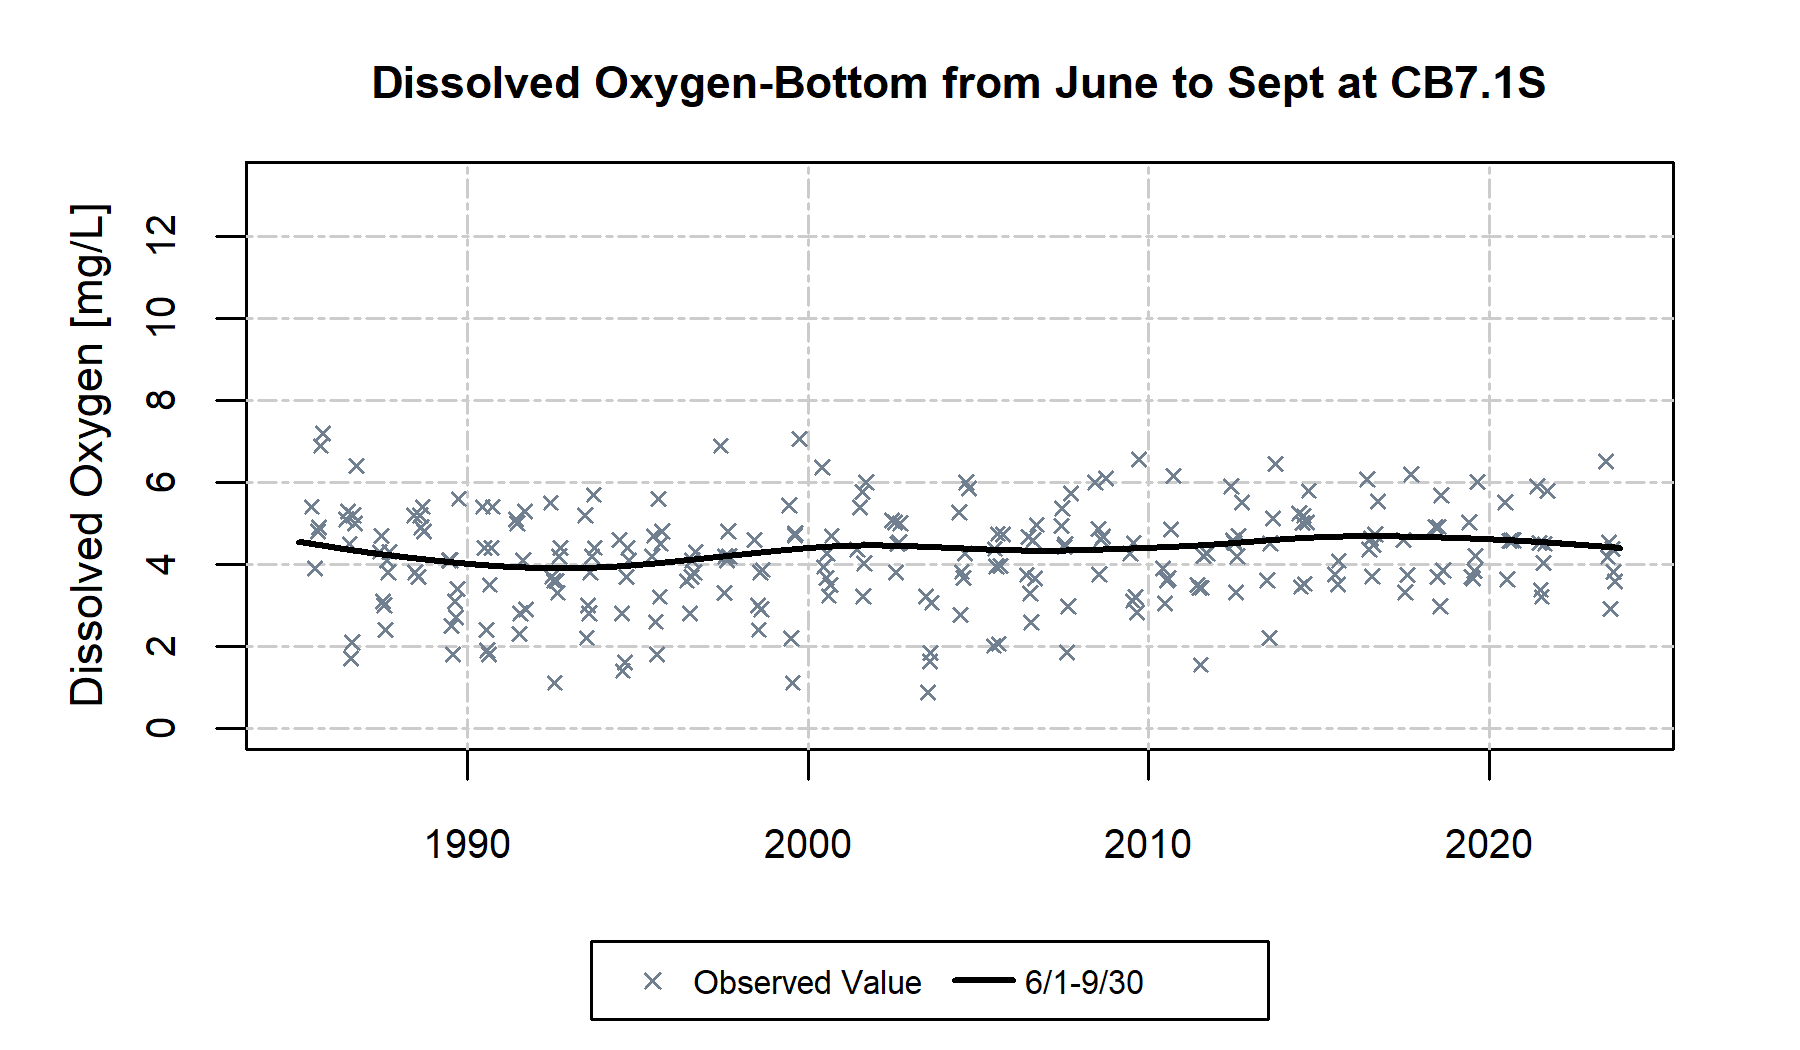 Dissolved Oxygen-Bottom from June to Sept at CB7.1S
Dissolved Oxygen [mg/L]
12
10
8
6
4
2
0
1990 2000 2010 2020
Observed Value 6/1-9/30